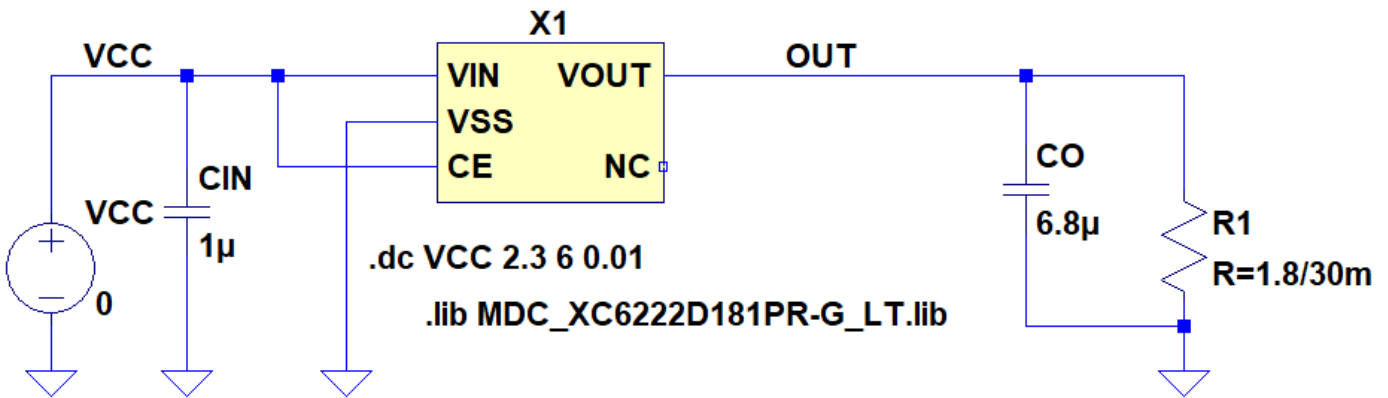 X1
VCC
VIN
VOUT
OUT
VSS
CE
NC
CIN
1µ
VCC
0
CO
6.8µ
R1
R=1.8/30m
.dc VCC 2.3 6 0.01
.lib MDC_XC6222D181PR-G_LT.lib